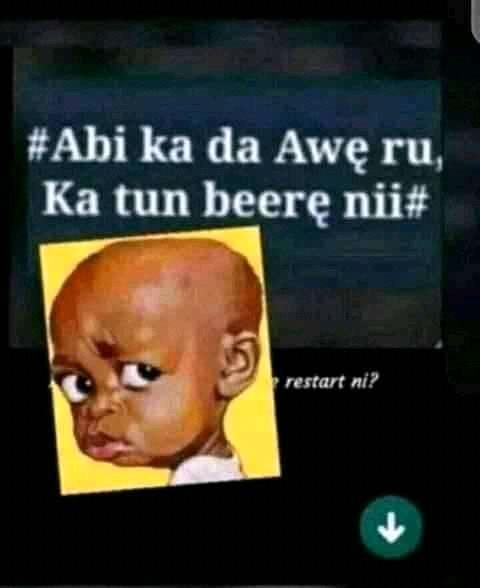 #Abi ka da Awẹ ru,
Ka tun beerẹ nii#
restart ni?